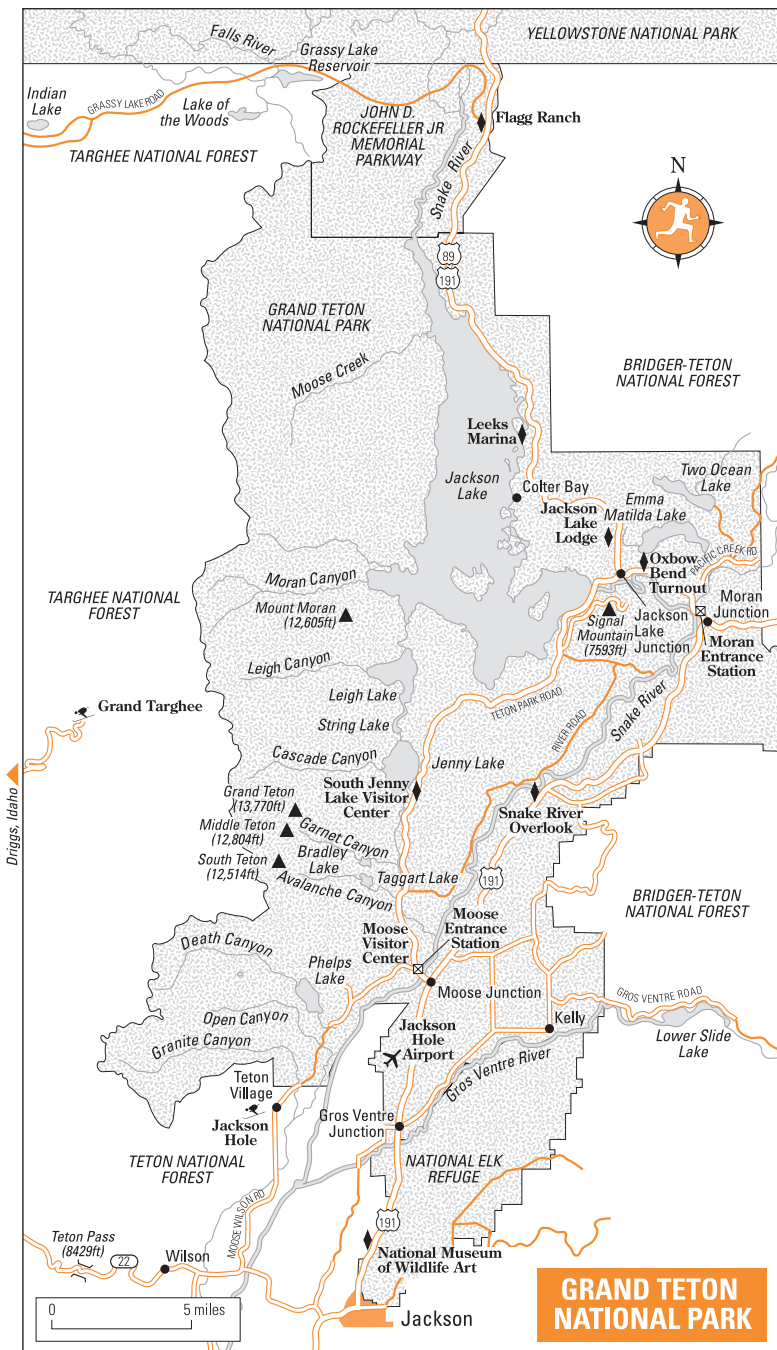 YELLOWSTONE NATIONAL PARK
Falls River
Grassy Lake
Reservoir
Indian
Lake
GRASSY LAKE ROAD
Lake of
the Woods
JOHN D.
ROCKEFELLER JR
MEMORIAL
PARKWAY
Flagg Ranch
TARGHEE NATIONAL FOREST
Snake River
N
89
191
GRAND TETON
NATIONAL PARK
Moose Creek
BRIDGER-TETON
NATIONAL FOREST
Leeks
Marina
Jackson
Lake
Colter Bay
Two Ocean
Lake
Emma
Matilda Lake
Jackson
Lake
Lodge
PACIFIC CREEK RD
Oxbow
Bend
Turnout
Moran Canyon
TARGHEE NATIONAL
FOREST
Mount Moran
(12,605ft)
Signal
Mountain
(7593ft)
Jackson
Lake
Junction
Moran
Junction
Moran
Entrance
Station
Leigh Canyon
Leigh Lake
Grand Targhee
String Lake
TETON PARK ROAD
RIVER ROAD
Snake River
Cascade Canyon
Jenny Lake
Driggs, Idaho
Grand Teton
(13,770ft)
South Jenny
Lake Visitor
Center
Snake River
Overlook
Middle Teton
(12,804ft)
Garnet Canyon
Bradley
Lake
South Teton
(12,514ft)
Taggart Lake
Avalanche Canyon
191
BRIDGER-TETON
NATIONAL FOREST
Moose
Visitor
Center
Moose
Entrance
Station
Death Canyon
Phelps
Lake
Moose Junction
GROS VENTRE ROAD
Open Canyon
Kelly
Granite Canyon
Jackson
Hole
Airport
Lower Slide
Lake
Gros Ventre River
Teton
Village
Jackson
Hole
Gros Ventre
Junction
TETON NATIONAL
FOREST
NATIONAL ELK
REFUGE
MOOSE WILSON RD
191
Teton Pass
(8429ft)
22
Wilson
National Museum
of Wildlife Art
0 5 miles
Jackson
GRAND TETON
NATIONAL PARK